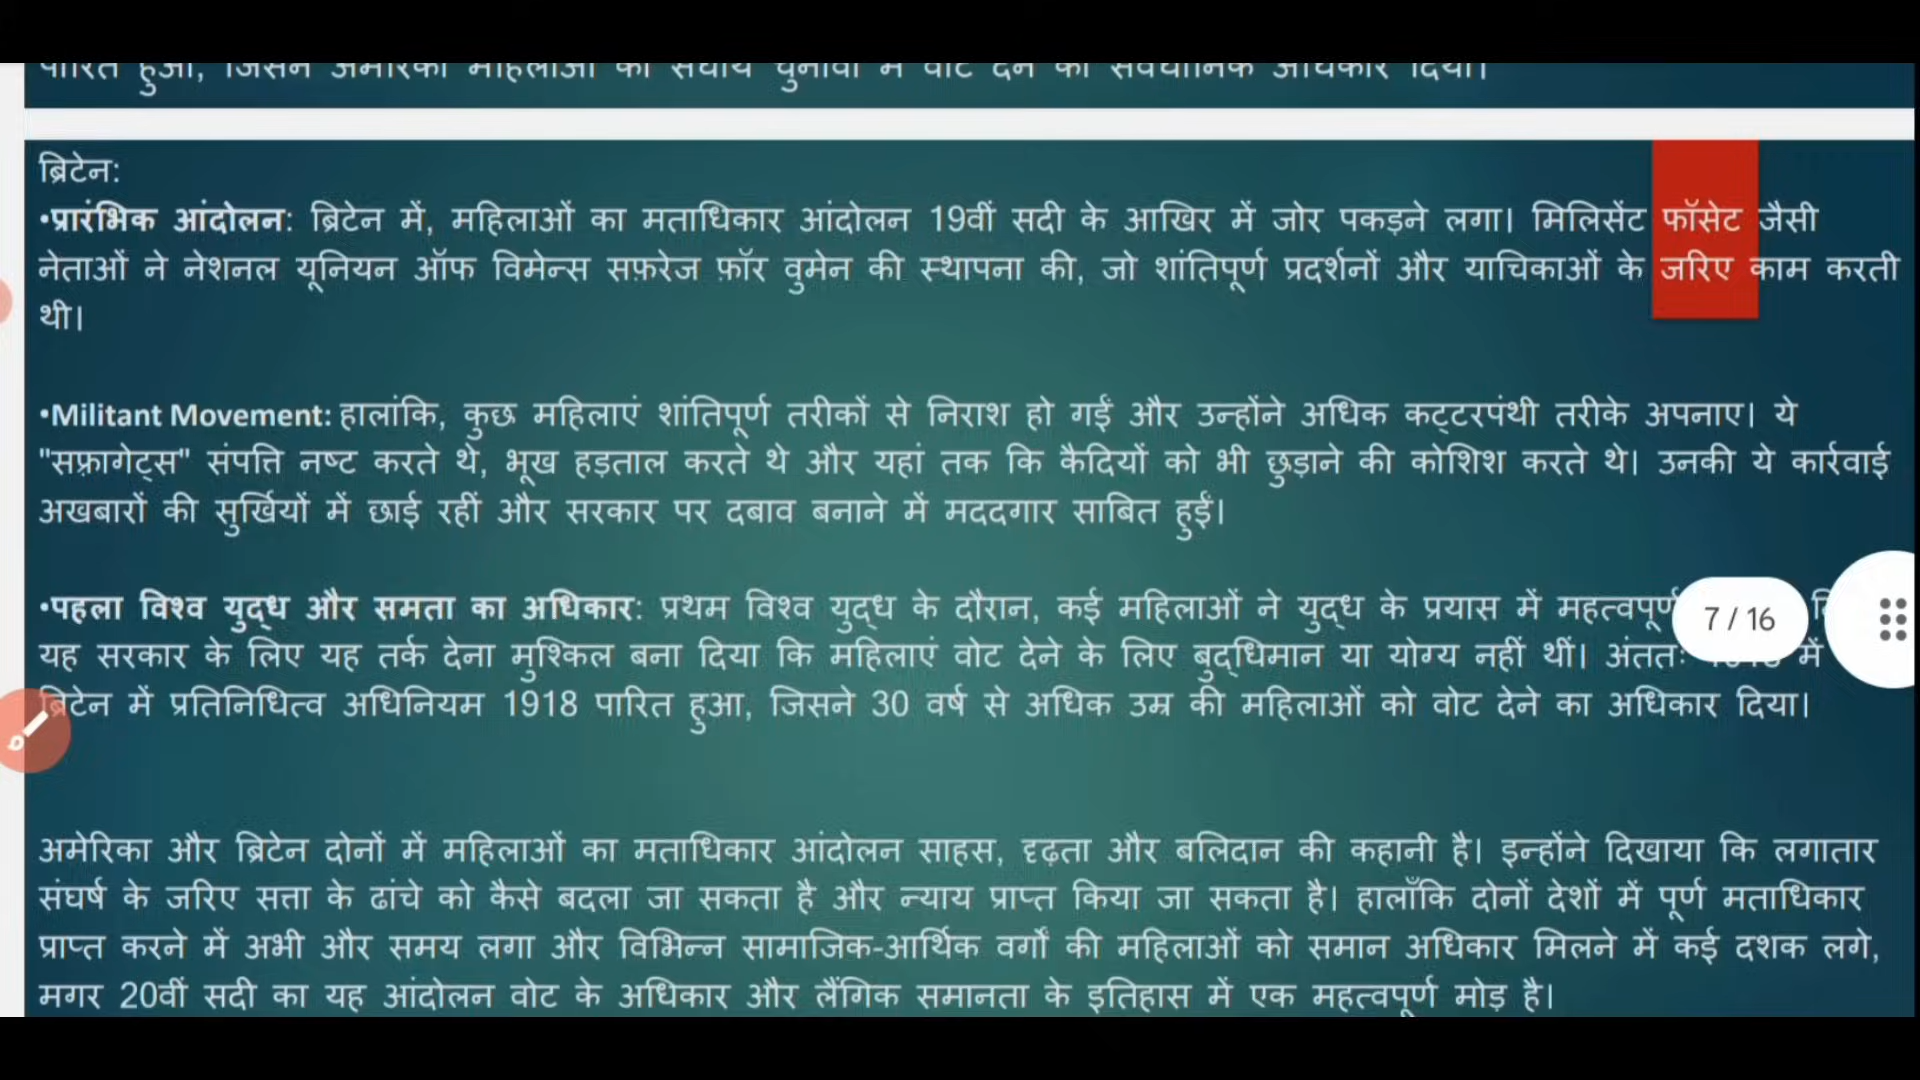 पारित हुआ, जिसने अमेरिकी महिलाओं को संघीय चुनावों में वोट देने का संवैधानिक अधिकार दिया।
ब्रिटेन:
•प्रारंभिक आंदोलन: ब्रिटेन में, महिलाओं का मताधिकार आंदोलन 19वीं सदी के आखिर में जोर पकड़ने लगा। मिलिसेंट फॉसेट जैसी
नेताओं ने नेशनल यूनियन ऑफ विमेन्स सफ़रेज फ़ॉर वुमेन की स्थापना की, जो शांतिपूर्ण प्रदर्शनों और याचिकाओं के जरिए काम करती
थी।
•Militant Movement: हालांकि, कुछ महिलाएं शांतिपूर्ण तरीकों से निराश हो गईं और उन्होंने अधिक कट्टरपंथी तरीके अपनाए। ये
"सफ़्रागेट्स" संपत्ति नष्ट करते थे, भूख हड़ताल करते थे और यहां तक कि कैदियों को भी छुड़ाने की कोशिश करते थे। उनकी ये कार्रवाई
अखबारों की सुर्खियों में छाई रहीं और सरकार पर दबाव बनाने में मददगार साबित हुईं।
•पहला विश्व युद्ध और समता का अधिकार: प्रथम विश्व युद्ध के दौरान, कई महिलाओं ने युद्ध के प्रयास में महत्वपूर्ण
7 / 16
यह सरकार के लिए यह तर्क देना मुश्किल बना दिया कि महिलाएं वोट देने के लिए बुद्धिमान या योग्य नहीं थीं। अंततः में
ब्रिटेन में प्रतिनिधित्व अधिनियम 1918 पारित हुआ, जिसने 30 वर्ष से अधिक उम्र की महिलाओं को वोट देने का अधिकार दिया।
अमेरिका और ब्रिटेन दोनों में महिलाओं का मताधिकार आंदोलन साहस, दृढ़ता और बलिदान की कहानी है। इन्होंने दिखाया कि लगातार
संघर्ष के जरिए सत्ता के ढांचे को कैसे बदला जा सकता है और न्याय प्राप्त किया जा सकता है। हालाँकि दोनों देशों में पूर्ण मताधिकार
प्राप्त करने में अभी और समय लगा और विभिन्न सामाजिक-आर्थिक वर्गों की महिलाओं को समान अधिकार मिलने में कई दशक लगे,
मगर 20वीं सदी का यह आंदोलन वोट के अधिकार और लैंगिक समानता के इतिहास में एक महत्वपूर्ण मोड़ है।